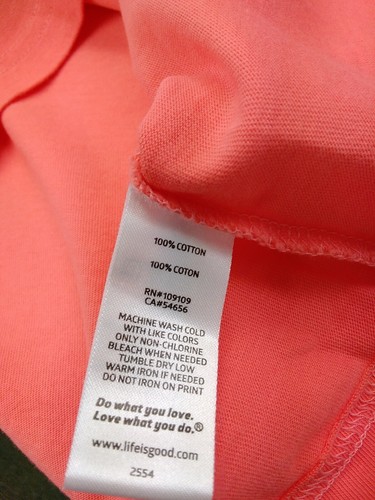 100% COTTON
100% COTON
RN#109109
CA#54656
MACHINE WASH COLD
WITH LIKE COLORS
ONLY NON-CHLORINE
BLEACH WHEN NEEDED
TUMBLE DRY LOW
WARM IRON IF NEEDED
DO NOT IRON ON PRINT
Do what you love.
Love what you do.®
www.lifeisgood.com
2554